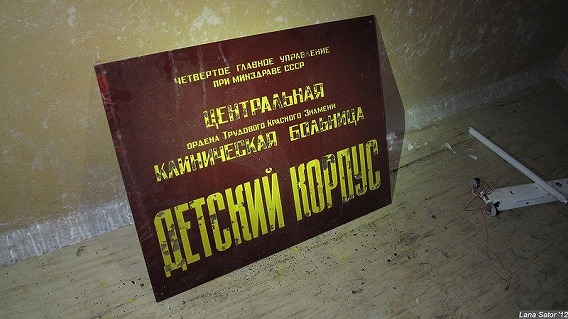 ЧЕТВЕРТОЕ ГЛАВНОЕ УПРАВЛЕНИЕ
ПРИ МИНЗДРАВЕ СССР
ЦЕНТРАЛЬНАЯ
ОРДЕНА ТРУДОВОГО КРАСНОГО ЗНАМЕНИ
КЛИНИЧЕСКАЯ БОЛЬНИЦА
ДЕТСКИЙ КОРПУС
Lana Sator '12